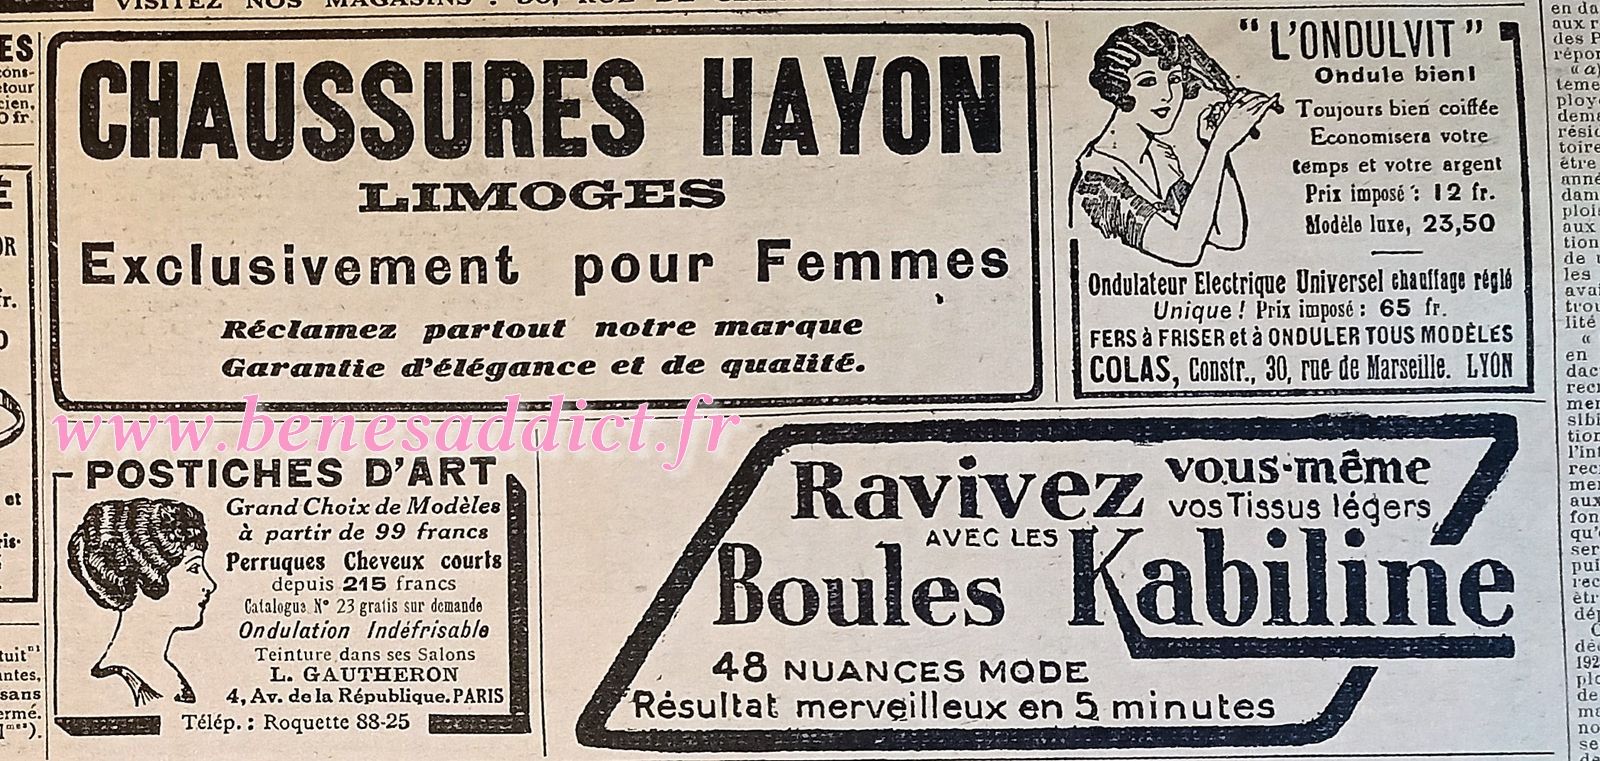 VISITEZ NOS MAGASINS :
CHAUSSURES HAYON
LIMOGES
Exclusivement pour Femmes
Réclamez partout notre marque
Garantie d'élégance et de qualité.
"L'ONDULVIT"
Ondule bien!
Toujours bien coiffée
Economisera votre
temps et votre argent
Prix imposé : 12 fr.
Modèle luxe, 23,50
Ondulateur Electrique Universel chauffage réglé
Unique ! Prix imposé : 65 fr.
FERS à FRISER et à ONDULER TOUS MODÈLES
COLAS, Constr., 30, rue de Marseille. LYON
www.benesaddict.fr
POSTICHES D'ART
Grand Choix de Modèles
à partir de 99 francs
Perruques Cheveux courts
depuis 215 francs
Catalogue N° 23 gratis sur demande
Ondulation Indéfrisable
Teinture dans ses Salons
L. GAUTHERON
4, Av. de la République. PARIS
Télép. : Roquette 88-25
Ravivez vous-même
vos Tissus légers
AVEC LES
Boules Kabiline
48 NUANCES MODE
Résultat merveilleux en 5 minutes